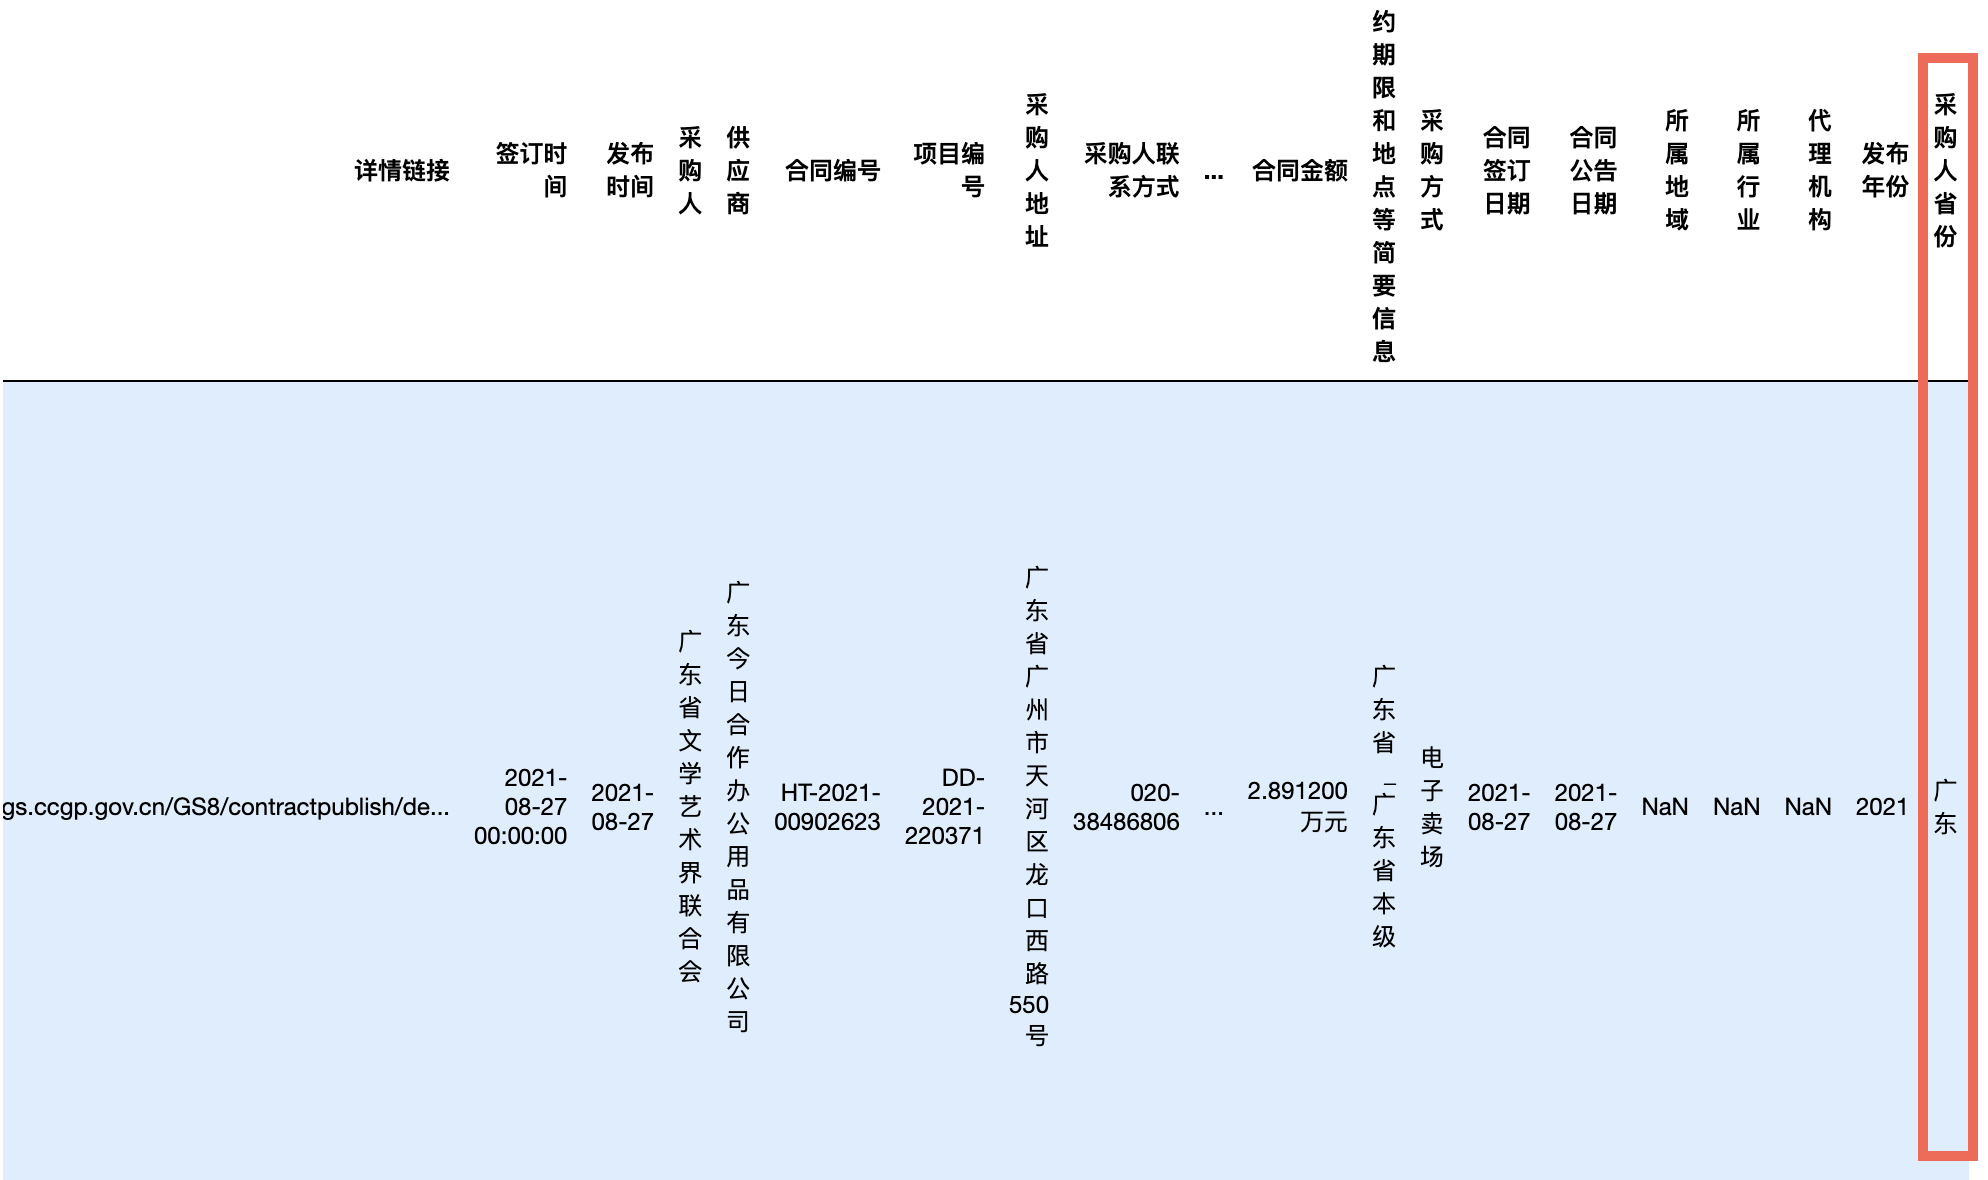 详情链接
签订时
间
发布
时间
采
购
人
供
应
商
合同编号
项目编
号
采
购
人
地
址
采购人联
系方式
...
合同金额
约
期
限
和
地
点
等
简
要
信
息
采
购
方
式
合同
签订
日期
合同
公告
日期
所
属
地
域
所
属
行
业
代
理
机
构
发布
年份
采
购
人
省
份
gs.ccgp.gov.cn/GS8/contractpublish/de...
2021-
08-27
00:00:00
2021-
08-27
广
东
省
文
学
艺
术
界
联
合
会
广
东
今
日
合
作
办
公
用
品
有
限
公
司
HT-2021-
00902623
DD-
2021-
220371
广
东
省
广
州
市
天
河
区
龙
口
西
路
550
号
020-
38486806
...
2.891200
万元
广
东
省
_
广
东
省
本
级
电
子
卖
场
2021-
08-27
2021-
08-27
NaN
NaN
NaN
2021
广
东